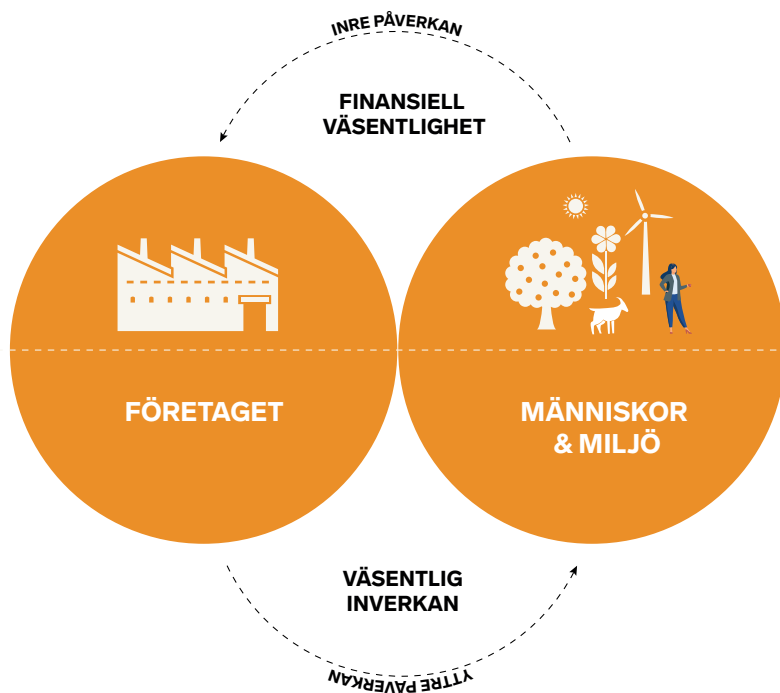 INRE PÅVERKAN
FINANSIELL
VÄSENTLIGHET
FÖRETAGET
MÄNNISKOR
& MILJÖ
VÄSENTLIG
INVERKAN
YTTRE PÅVERKAN